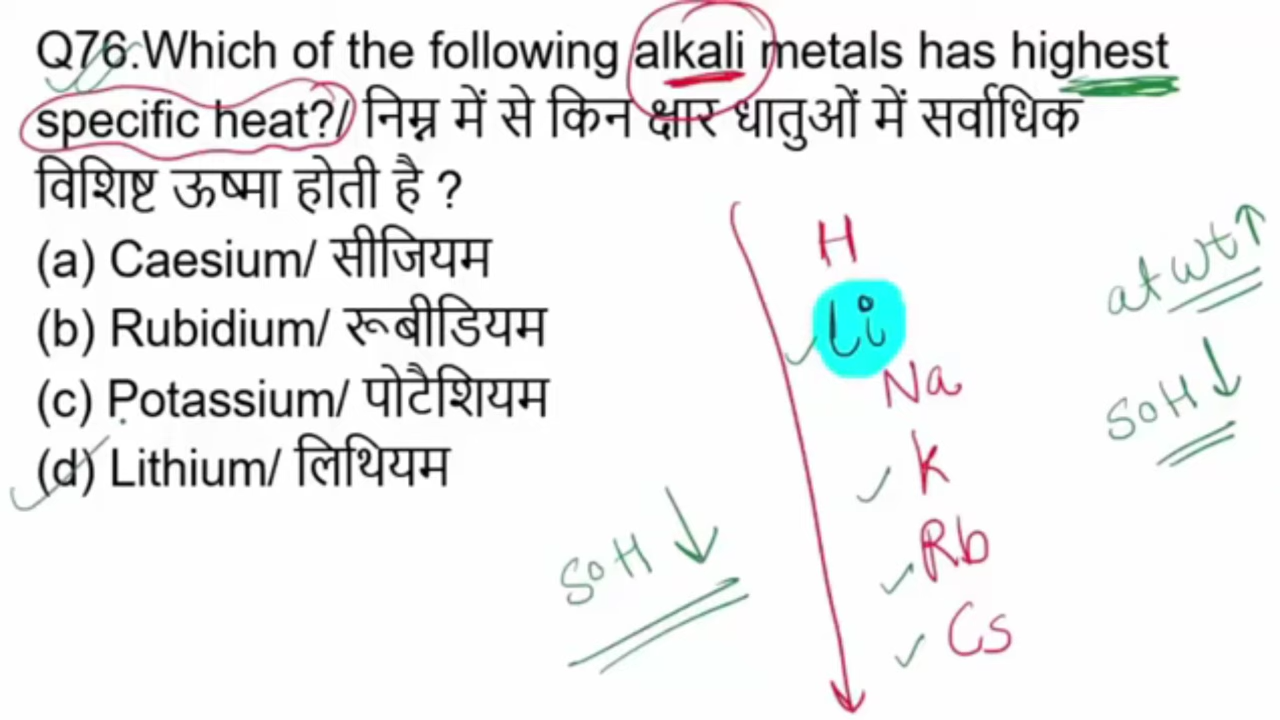 Q76.Which of the following alkali metals has highest
specific heat?/ निम्न में से किन क्षार धातुओं में सर्वाधिक
विशिष्ट ऊष्मा होती है ?
(a) Caesium/ सीजियम
(b) Rubidium/ रूबीडियम
(c) Potassium/ पोटैशियम
(d) Lithium/ लिथियम
H
Li
Na
K
Rb
Cs
at wt ↑
SOH ↓
SOH ↓